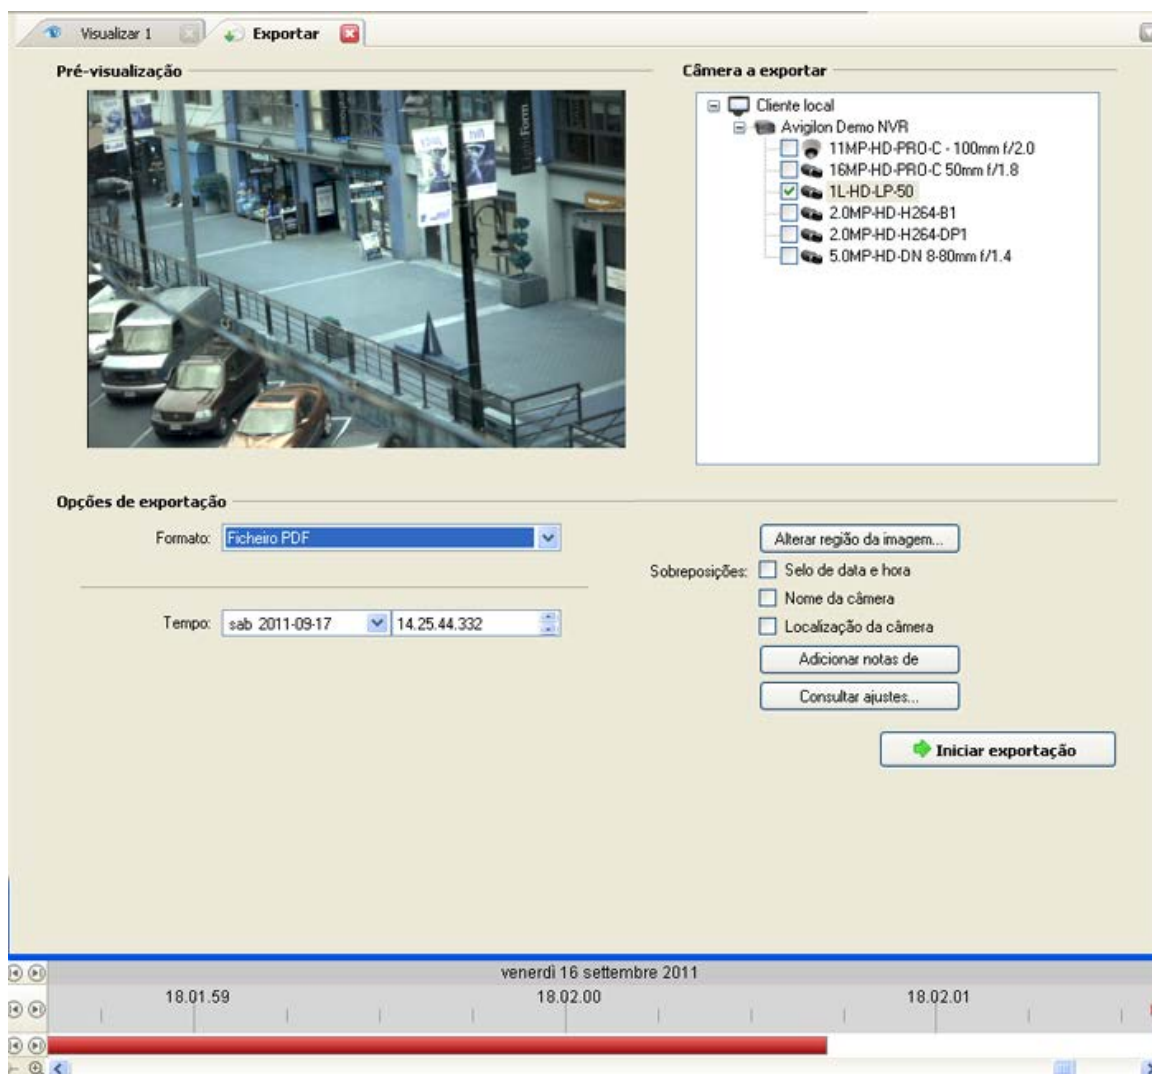 Visualizar 1
Exportar
Pré-visualização
Câmera a exportar
Cliente local
Avigilon Demo NVR
11MP-HD-PRO-C - 100mm f/2.0
16MP-HD-PRO-C 50mm f/1.8
1L-HD-LP-50
2.0MP-HD-H264-B1
2.0MP-HD-H264-DP1
5.0MP-HD-DN 8-80mm f/1.4
Opções de exportação
Formato: Ficheiro PDF
Alterar região da imagem...
Sobreposições: Selo de data e hora
Nome da câmera
Tempo: sab 2011-09-17 14.25.44.332
Localização da câmera
Adicionar notas de
Consultar ajustes...
Iniciar exportação
venerdì 16 settembre 2011
18.01.59 18.02.00 18.02.01